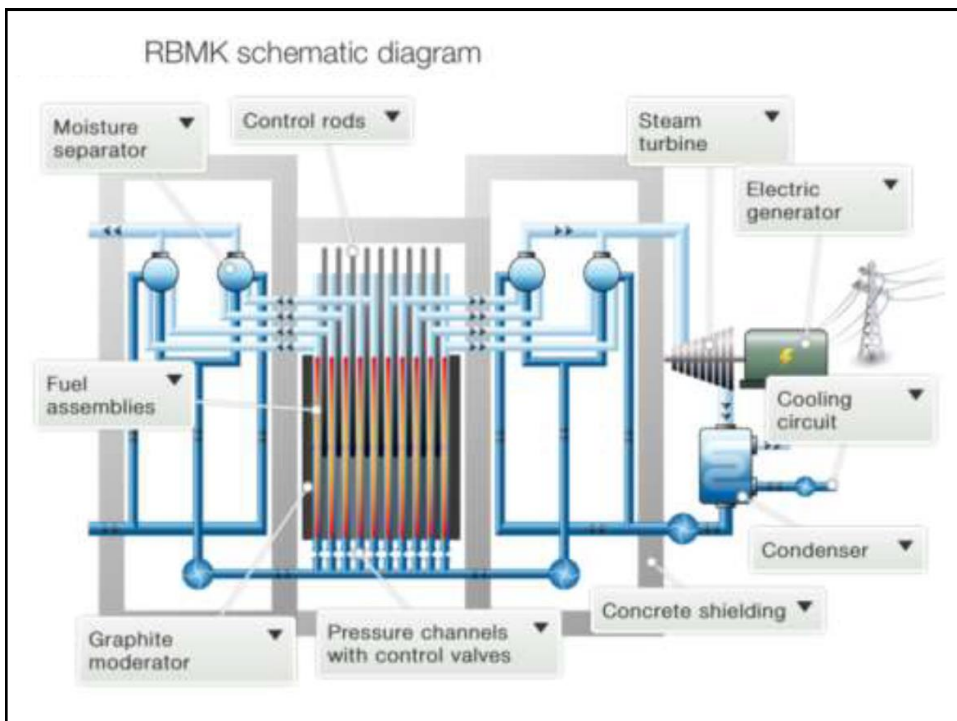 RBMK schematic diagram
Moisture
separator
Control rods
Steam
turbine
Electric
generator
Fuel
assemblies
Cooling
circuit
Condenser
Concrete shielding
Graphite
moderator
Pressure channels
with control valves